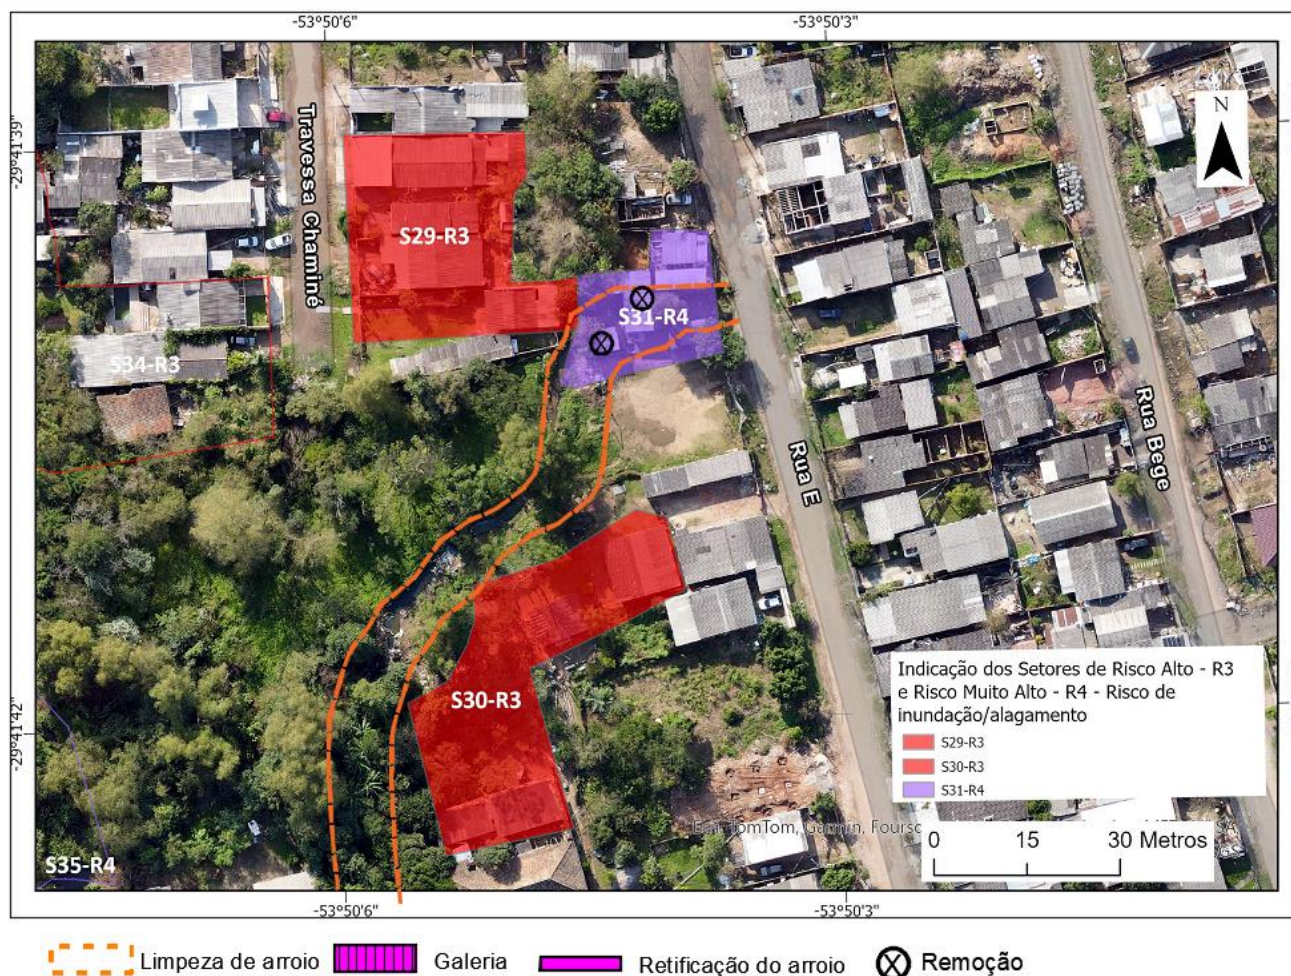 -53°50'6"
-53°50'3"
N
-29°41'39"
Travessa Chaminé
S29-R3
S31-R4
S34-R3
Rua E
Rua Bege
S30-R3
-29°41'42"
S35-R4
Indicação dos Setores de Risco Alto - R3
e Risco Muito Alto - R4 - Risco de
inundação/alagamento
S29-R3
S30-R3
S31-R4
TomTom, Garmin, Foursc
0 15 30 Metros
-53°50'6"
-53°50'3"
Limpeza de arroio
Galeria
Retificação do arroio
Remoção